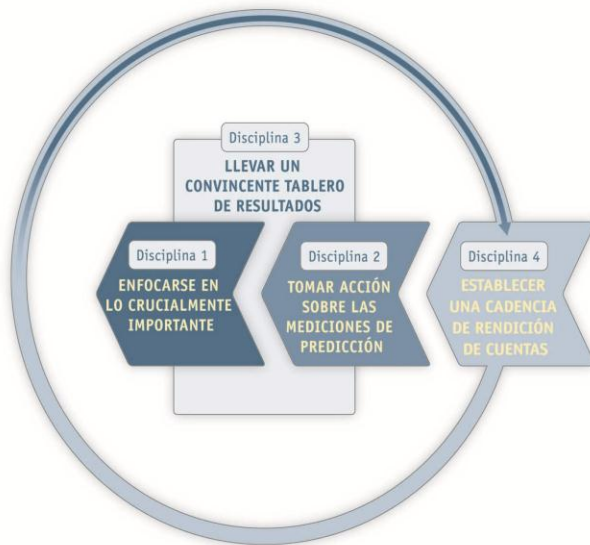 Disciplina 3
LLEVAR UN
CONVINCENTE TABLERO
DE RESULTADOS
Disciplina 1
ENFOCARSE EN
LO CRUCIALMENTE
IMPORTANTE
Disciplina 2
TOMAR ACCIÓN
SOBRE LAS
MEDICIONES DE
PREDICCIÓN
Disciplina 4
ESTABLECER
UNA CADENCIA
DE RENDICIÓN
DE CUENTAS